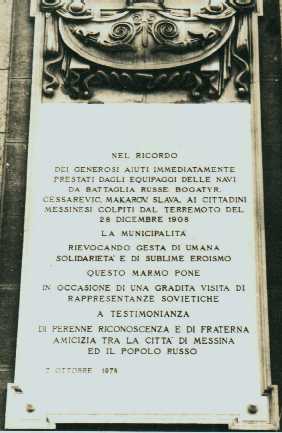 NEL RICORDO
DEI GENEROSI AIUTI IMMEDIATAMENTE
PRESTATI DAGLI EQUIPAGGI DELLE NAVI
DA BATTAGLIA RUSSE BOGATYR,
CESSAREVIC, MAKAROV, SLAVA, AI CITTADINI
MESSINESI COLPITI DAL TERREMOTO DEL
28 DICEMBRE 1908
LA MUNICIPALITÀ
RIEVOCANDO GESTA DI UMANA
SOLIDARIETÀ E DI SUBLIME EROISMO
QUESTO MARMO PONE
IN OCCASIONE DI UNA GRADITA VISITA DI
RAPPRESENTANZE SOVIETICHE
A TESTIMONIANZA
DI PERENNE RICONOSCENZA E DI FRATERNA
AMICIZIA TRA LA CITTÀ DI MESSINA
ED IL POPOLO RUSSO
7 OTTOBRE 1978